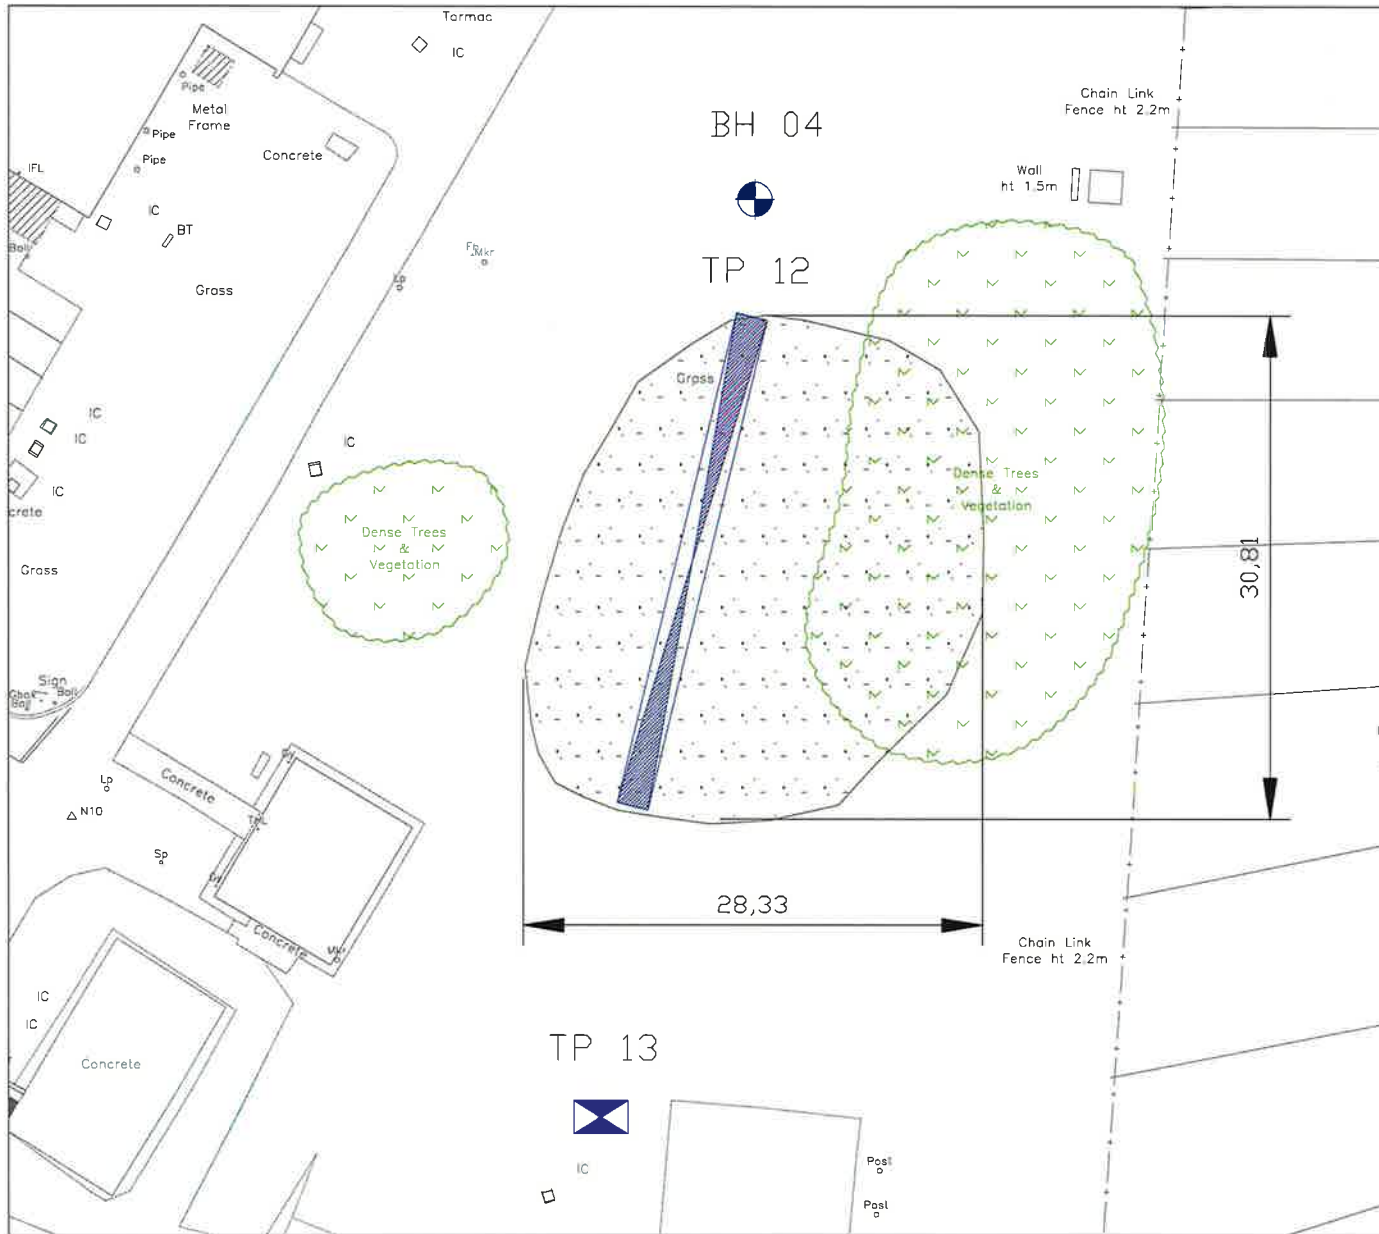 Tarmac
IC
Pipe
Metal
Frame
Pipe
Pipe
Concrete
IFL
IC
BT
Grass
BH 04
Chain Link
Fence ht 2.2m
Wall
ht 1.5m
Mkr
Lp
TP 12
Grass
IC
IC
IC
IC
crete
Grass
Dense Trees
&
Vegetation
Dense Trees
&
Vegetation
30,81
Sign
Boll
Lp
N10
Concrete
Sp
Concrete
28,33
Chain Link
Fence ht 2.2m
IC
IC
Concrete
TP 13
IC
Post
Post